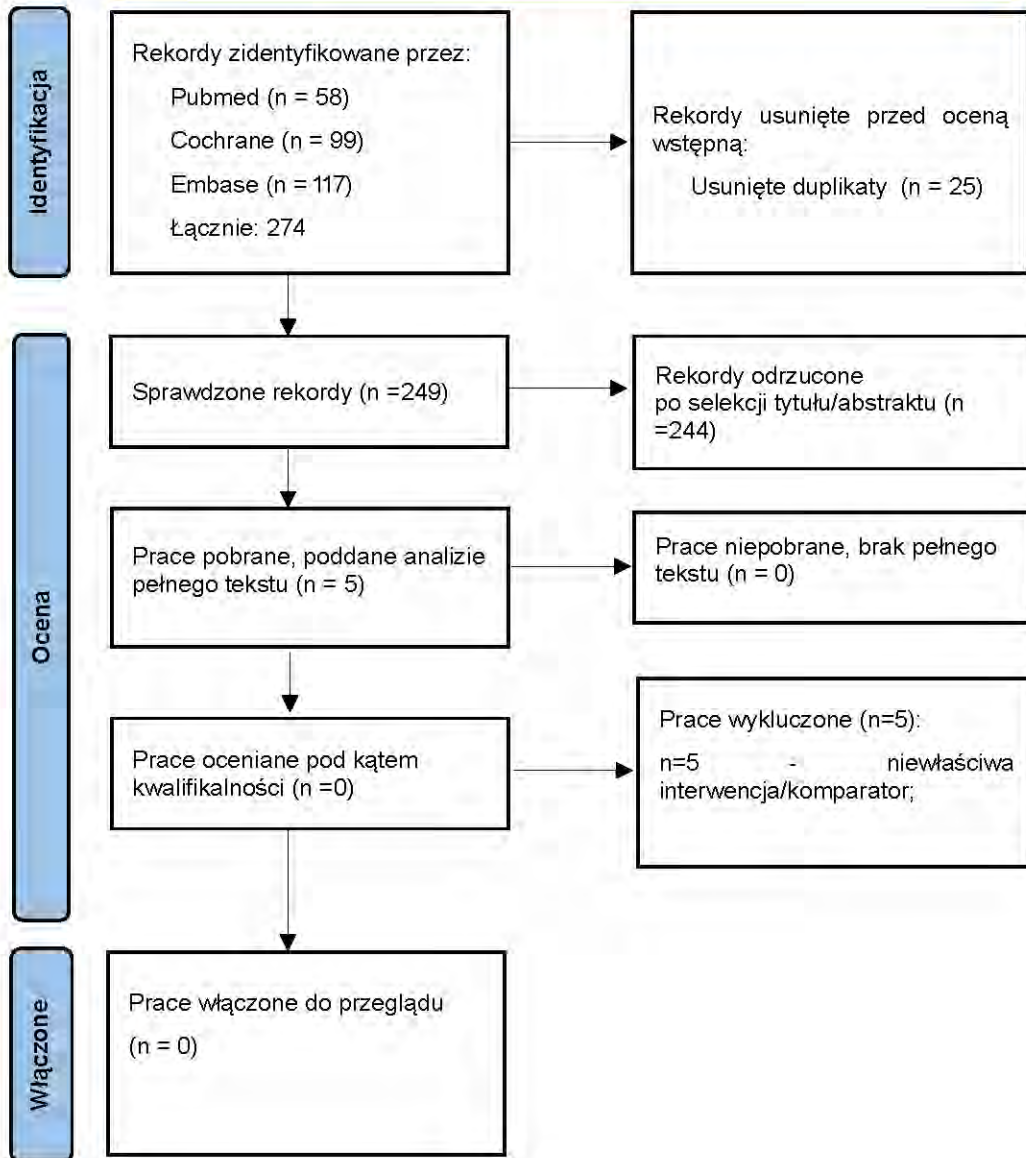 Identyfikacja
Rekordy zidentyfikowane przez:
Pubmed (n = 58)
Cochrane (n = 99)
Embase (n = 117)
Łącznie: 274
Rekordy usunięte przed oceną
wstępną:
Usunięte duplikaty (n = 25)
Ocena
Sprawdzone rekordy (n =249)
Rekordy odrzucone
po selekcji tytułu/abstraktu (n
=244)
Prace pobrane, poddane analizie
pełnego tekstu (n = 5)
Prace niepobrane, brak pełnego
tekstu (n = 0)
Prace oceniane pod kątem
kwalifikalności (n =0)
Prace wykluczone (n=5):
n=5 - niewłaściwa
interwencja/komparator;
Włączone
Prace włączone do przeglądu
(n = 0)